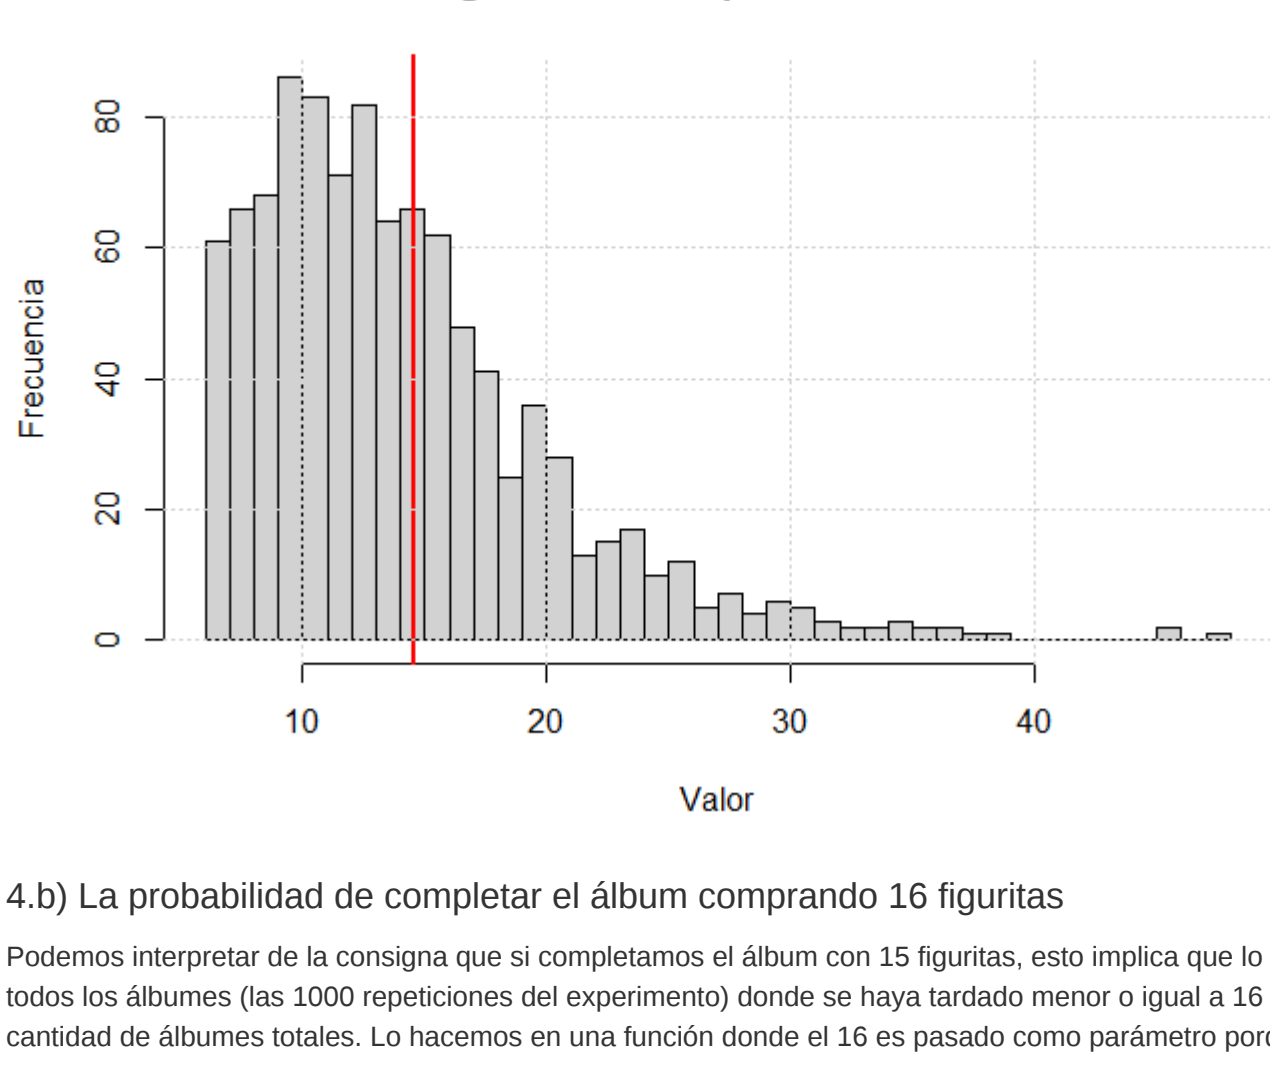 80
60
40
20
0
Frecuencia
10 20 30 40
Valor
4.b) La probabilidad de completar el álbum comprando 16 figuritas
Podemos interpretar de la consigna que si completamos el álbum con 15 figuritas, esto implica que lo
todos los álbumes (las 1000 repeticiones del experimento) donde se haya tardado menor o igual a 16
cantidad de álbumes totales. Lo hacemos en una función donde el 16 es pasado como parámetro